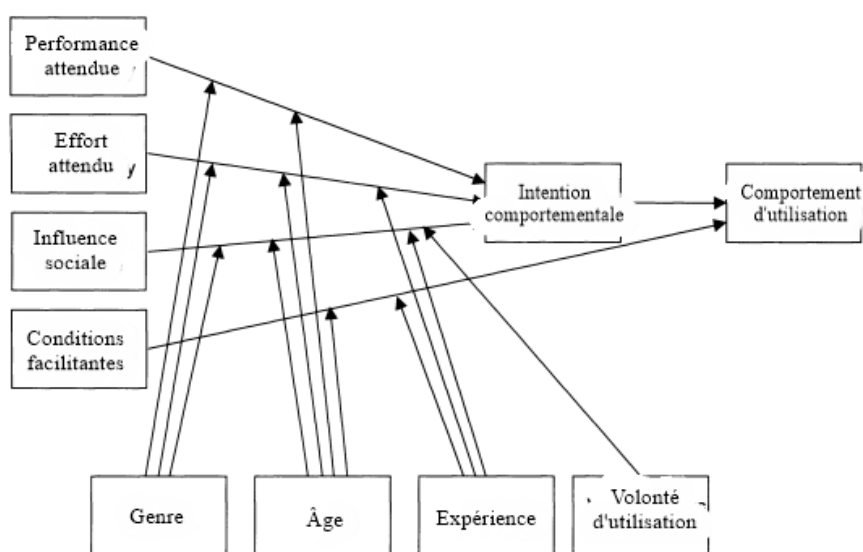 Performance
attendue
Effort
attendu
Influence
sociale
Conditions
facilitantes
Intention
comportementale
Comportement
d'utilisation
Genre
Âge
Expérience
Volonté
d'utilisation